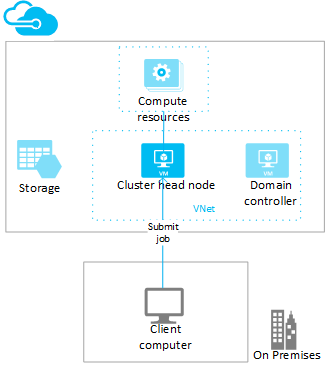 Compute
resources
VM
VM
Storage
Cluster head node
Domain
controller
VNet
Submit
job
Client
computer
On Premises